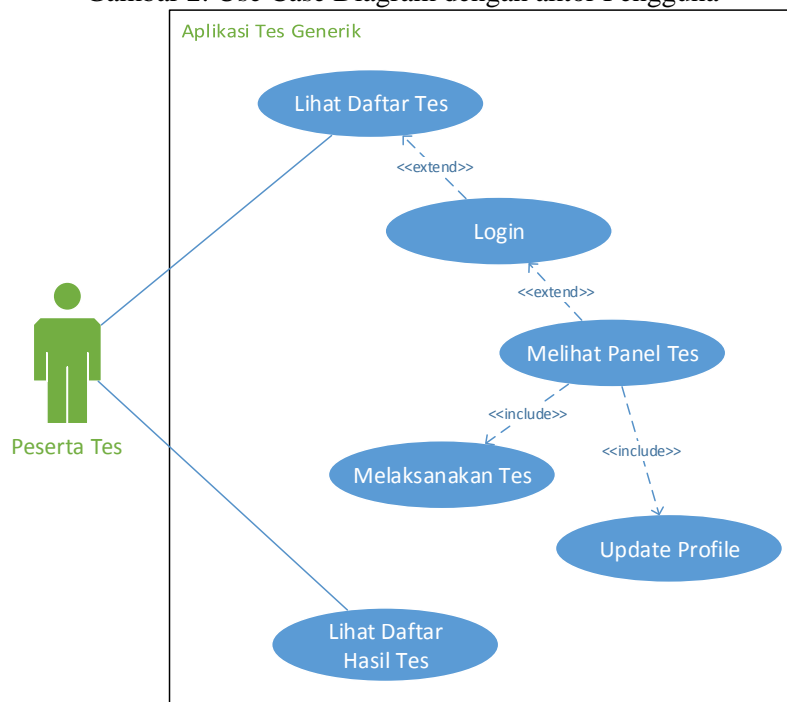 Aplikasi Tes Generik
Lihat Daftar Tes
<<extend>>
Login
<<extend>>
Melihat Panel Tes
<<include>>
<<include>>
Peserta Tes
Melaksanakan Tes
Update Profile
Lihat Daftar
Hasil Tes